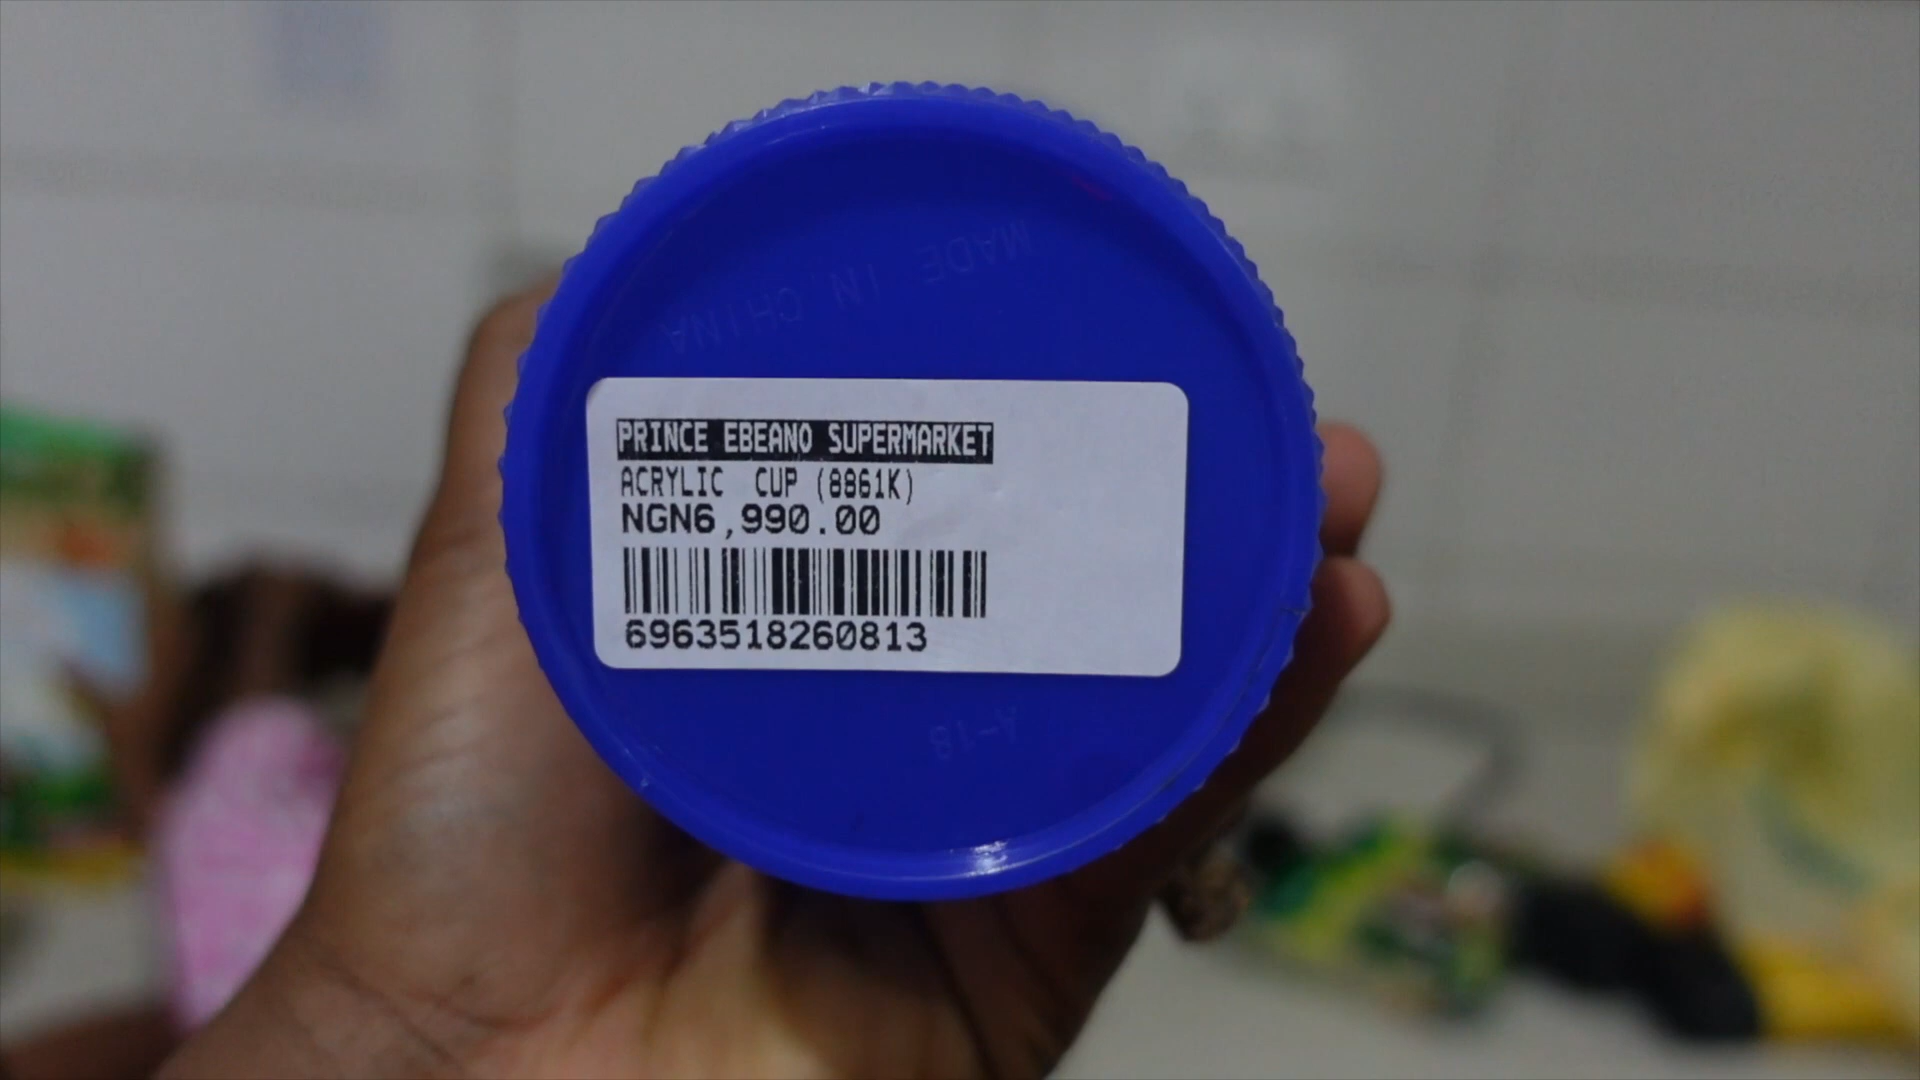 MADE IN CHINA
PRINCE EBEANO SUPERMARKET
ACRYLIC CUP (8861K)
NGN6,990.00
6963518260813
A-18